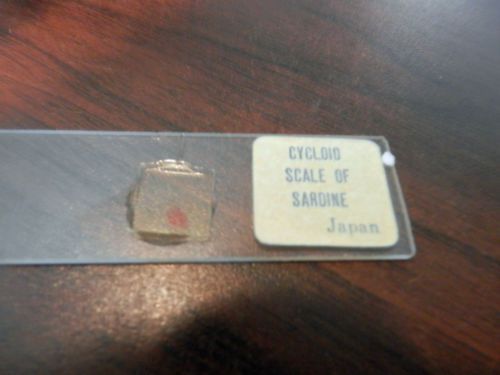 CYCLOID
SCALE OF
SARDINE
Japan